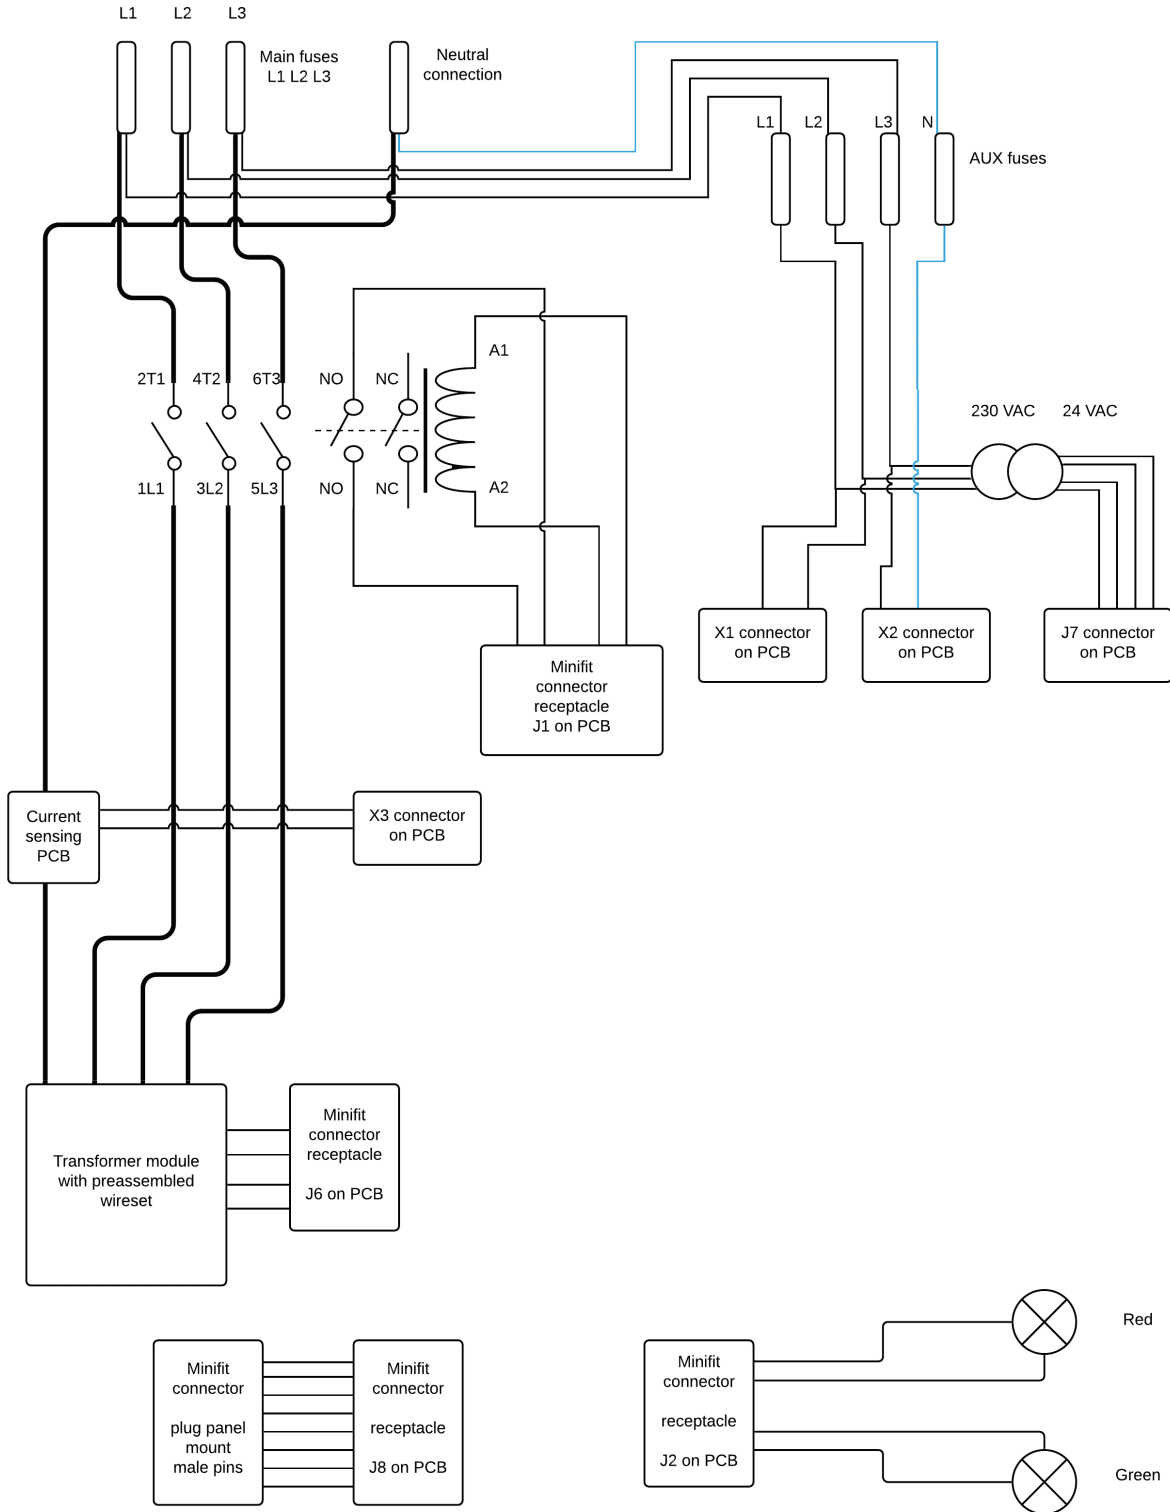 L1
L2
L3
Main fuses
L1 L2 L3
Neutral
connection
L1
L2
L3
N
AUX fuses
A1
2T1
4T2
6T3
NO
NC
230 VAC
24 VAC
1L1
3L2
5L3
NO
NC
A2
X1 connector
on PCB
X2 connector
on PCB
J7 connector
on PCB
Minifit
connector
receptacle
J1 on PCB
Current
sensing
PCB
X3 connector
on PCB
Transformer module
with preassembled
wireset
Minifit
connector
receptacle
J6 on PCB
Minifit
connector
plug panel
mount
male pins
Minifit
connector
receptacle
J8 on PCB
Minifit
connector
receptacle
J2 on PCB
Red
Green